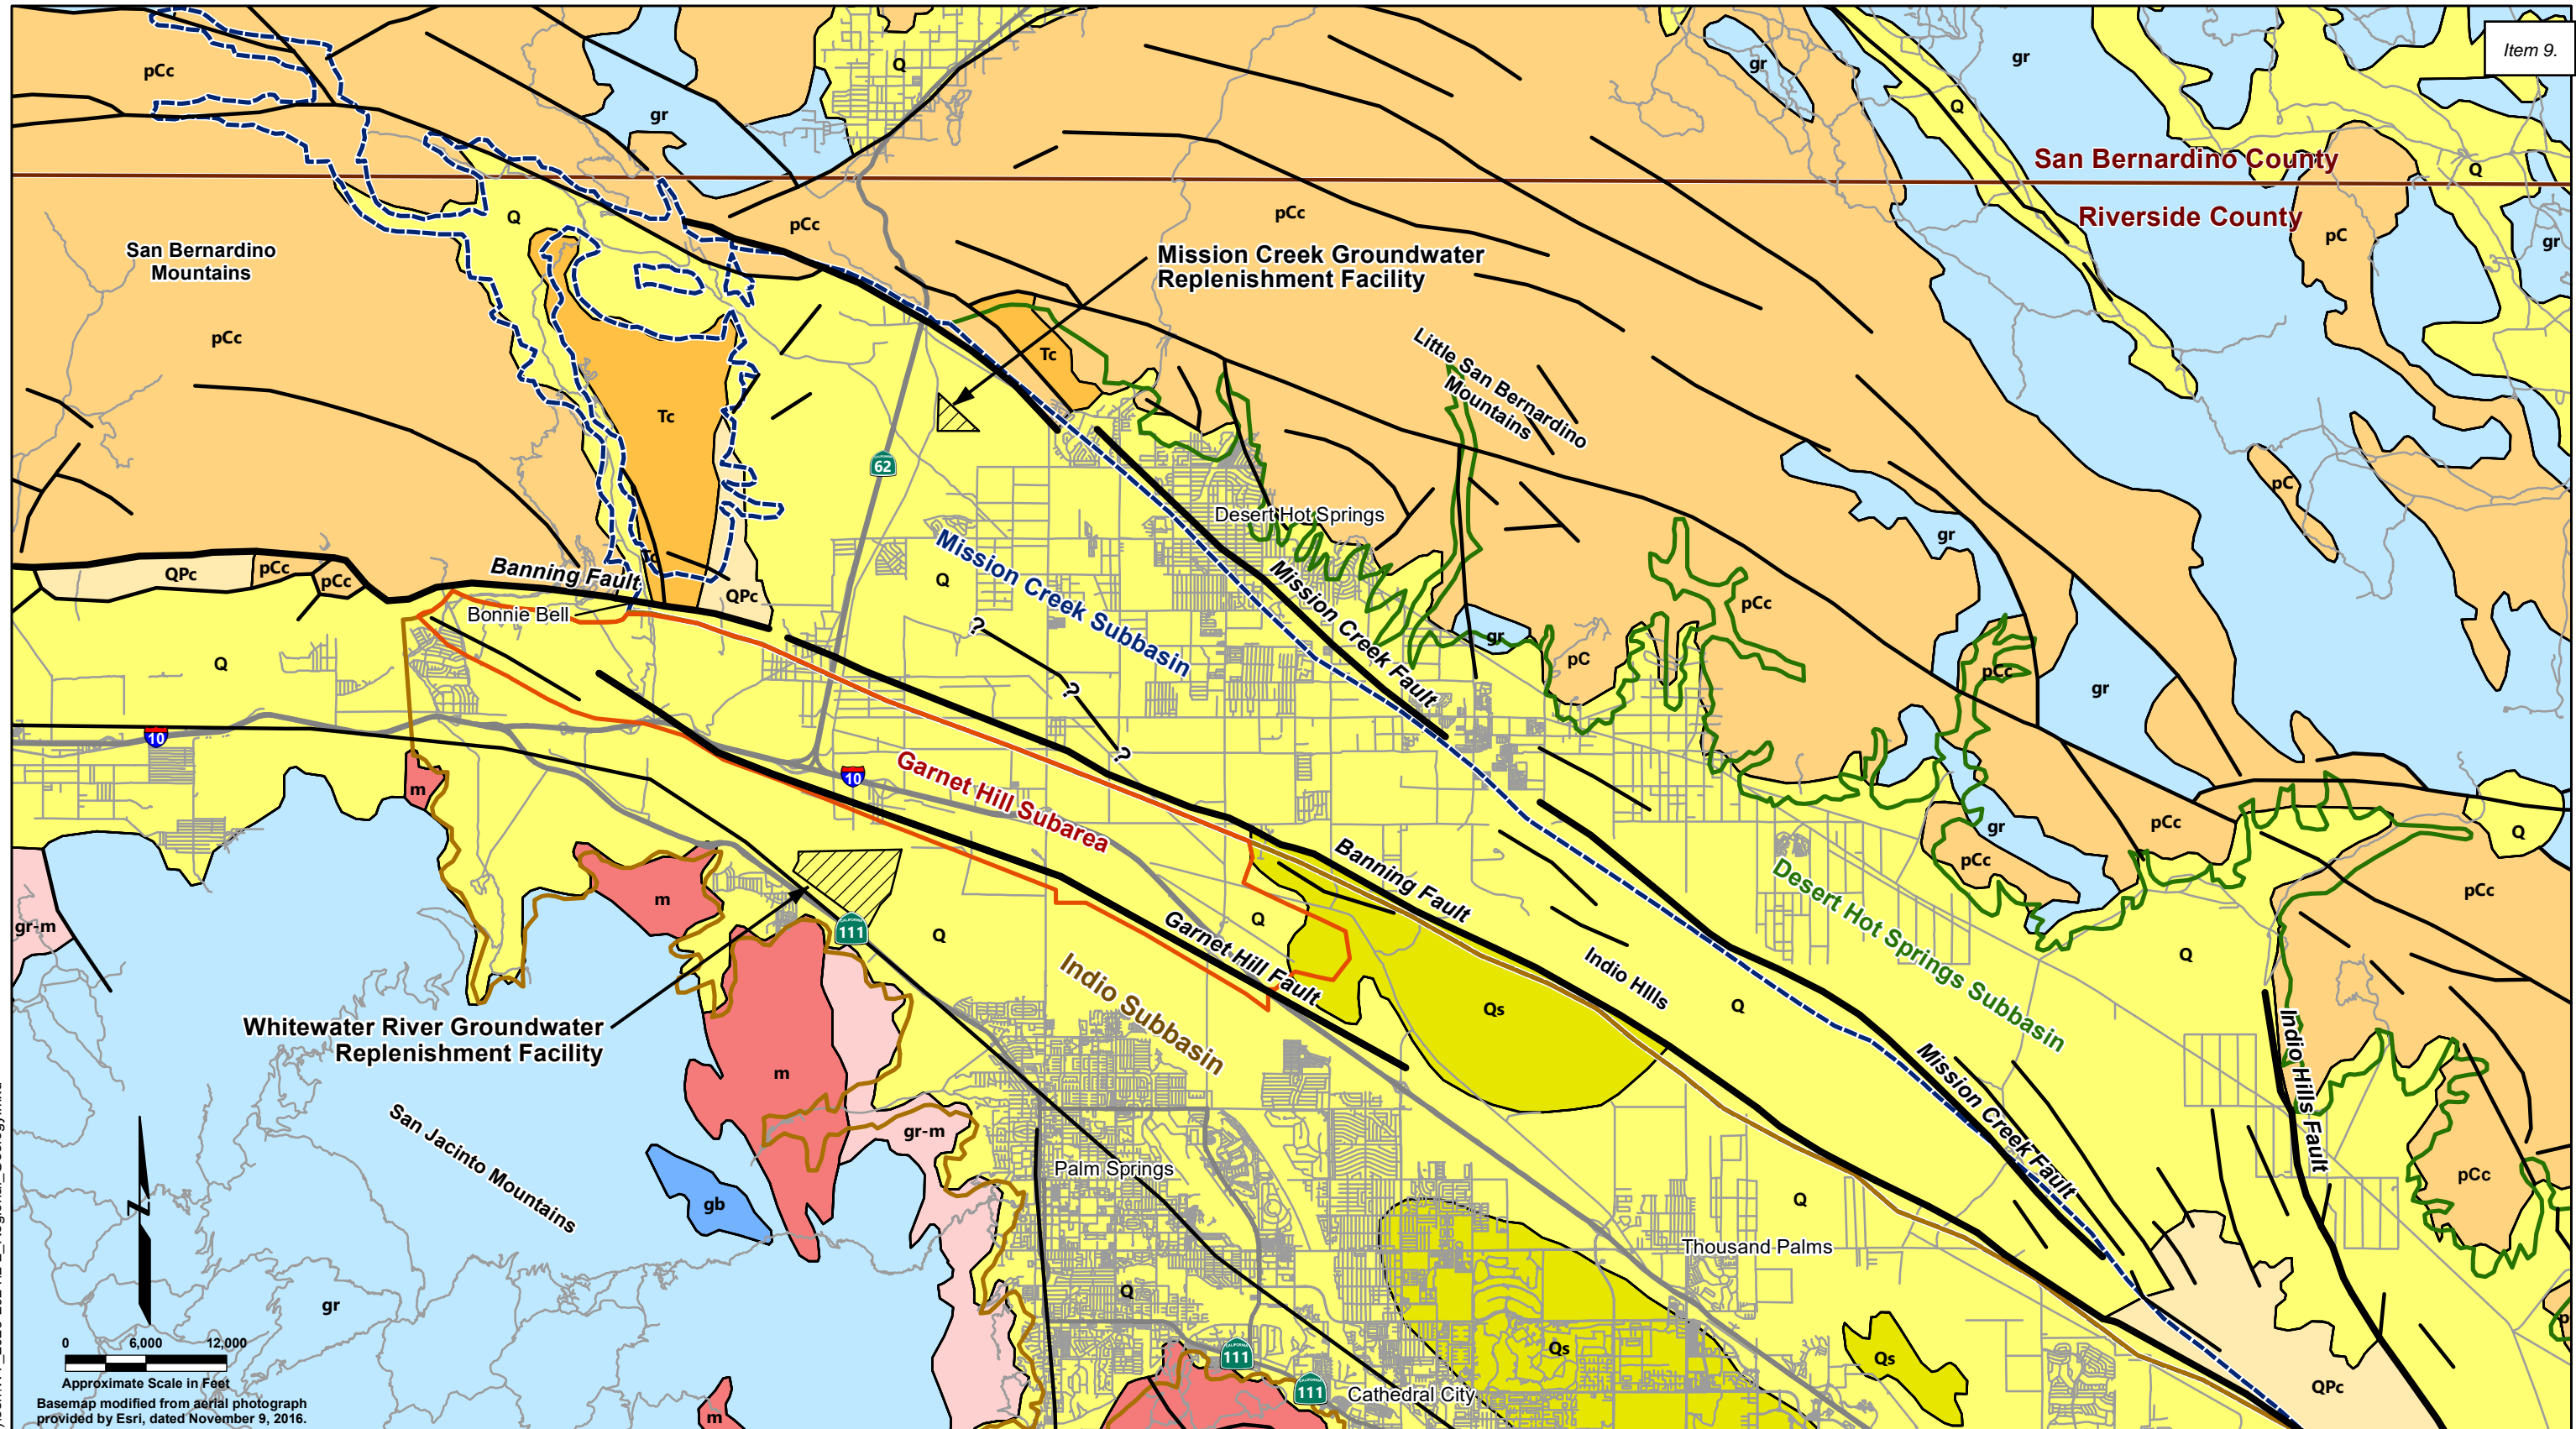 Item 9.
pCc
Q
gr
gr
gr
Q
San Bernardino County
Q
Riverside County
gr
pC
Q
pCc
pCc
San Bernardino
Mountains
Mission Creek Groundwater
Replenishment Facility
pCc
Tc
Little San Bernardino
Mountains
Tc
62
pC
Desert Hot Springs
gr
Mission Creek Subbasin
Tc
Banning Fault
QPc
pCc
pCc
Q
QPc
Bonnie Bell
Mission Creek Fault
pCc
?
gr
pC
Q
Q
pCc
gr
?
?
10
10
Garnet Hill Subarea
m
pCc
gr
Q
pCc
Banning Fault
Desert Hot Springs Subbasin
m
gr-m
111
Q
Q
Garnet Hill Fault
pCc
Indio Hills
Q
Indio Subbasin
Qs
Q
Whitewater River Groundwater
Replenishment Facility
Indio Hills Fault
m
Mission Creek Fault
San Jacinto Mountains
gr-m
Palm Springs
pCc
gb
Q
Thousand Palms
N
Q
gr
0 6,000 12,000
Approximate Scale in Feet
111
Qs
Qs
111
Cathedral City
QPc
m
Basemap modified from aerial photograph
provided by Esri, dated November 9, 2016.